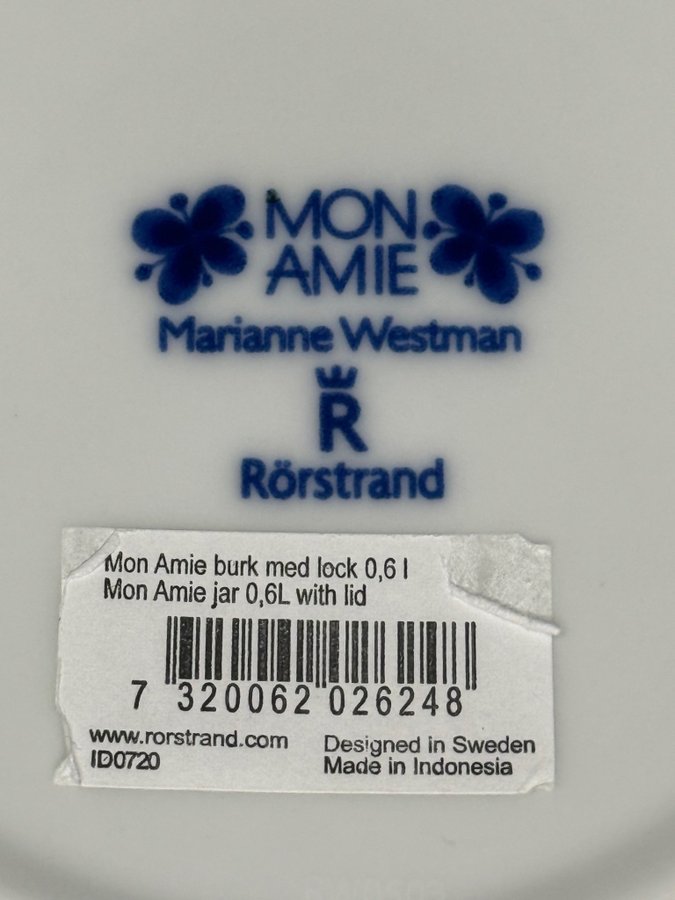 MON
AMIE
Marianne Westman
R
Rörstrand
Mon Amie burk med lock 0,6 l
Mon Amie jar 0,6L with lid
7 320062 026248
www.rorstrand.com
Designed in Sweden
ID0720
Made in Indonesia